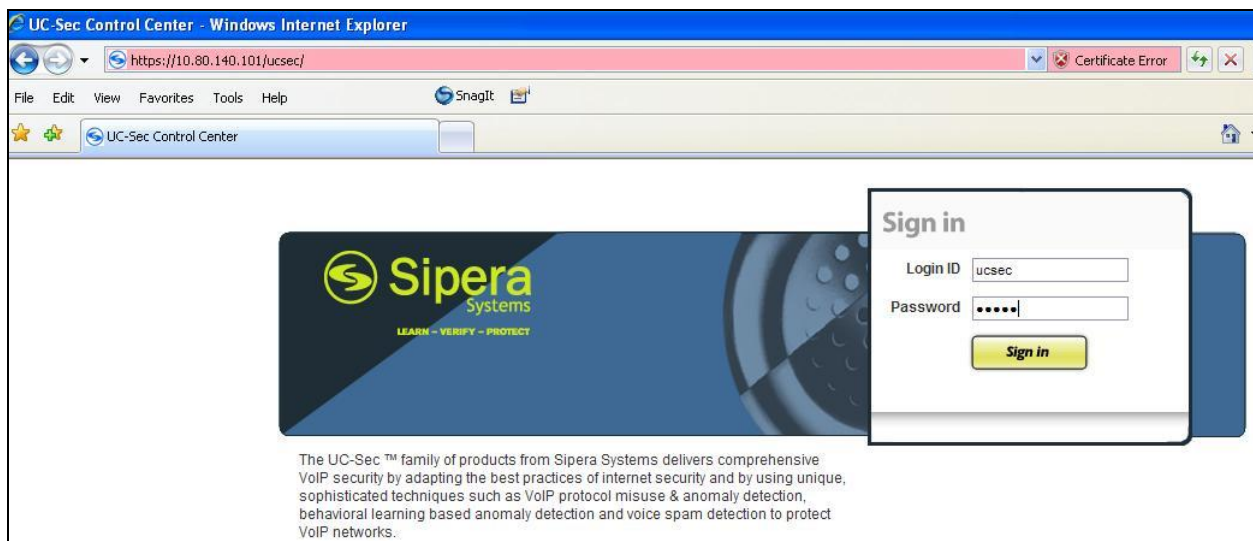 UC-Sec Control Center - Windows Internet Explorer
https://10.80.140.101/ucsec/
Certificate Error
File Edit View Favorites Tools Help
SnagIt
UC-Sec Control Center
Sipera
Systems
LEARN – VERIFY – PROTECT
Sign in
Login ID ucsec
Password •••••
Sign in
The UC-Sec ™ family of products from Sipera Systems delivers comprehensive
VoIP security by adapting the best practices of internet security and by using unique,
sophisticated techniques such as VoIP protocol misuse & anomaly detection,
behavioral learning based anomaly detection and voice spam detection to protect
VoIP networks.